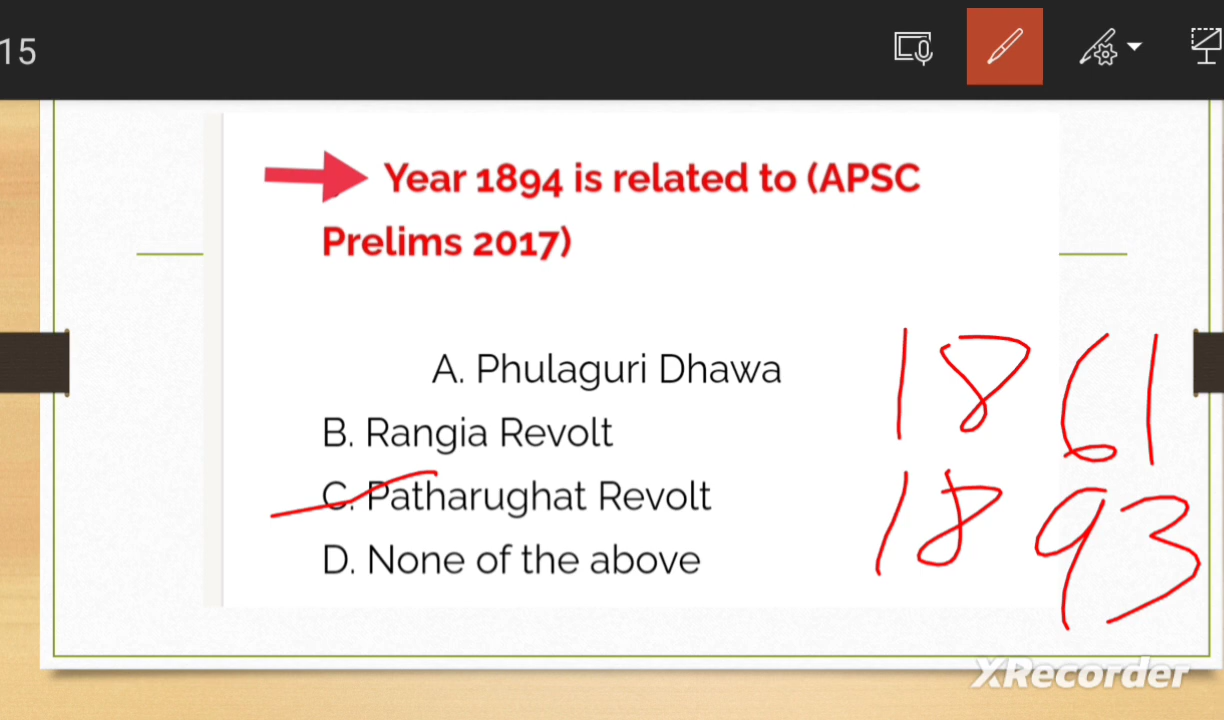 15
Year 1894 is related to (APSC
Prelims 2017)
A. Phulaguri Dhawa
1861
B. Rangia Revolt
C. Patharughat Revolt
1893
D. None of the above
XRecorder